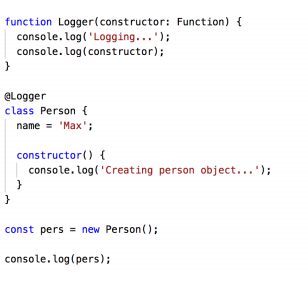 function Logger(constructor: Function) {
  console.log('Logging...');
  console.log(constructor);
}

@Logger
class Person {
  name = 'Max';

  constructor() {
    console.log('Creating person object...');
  }
}

const pers = new Person();

console.log(pers);